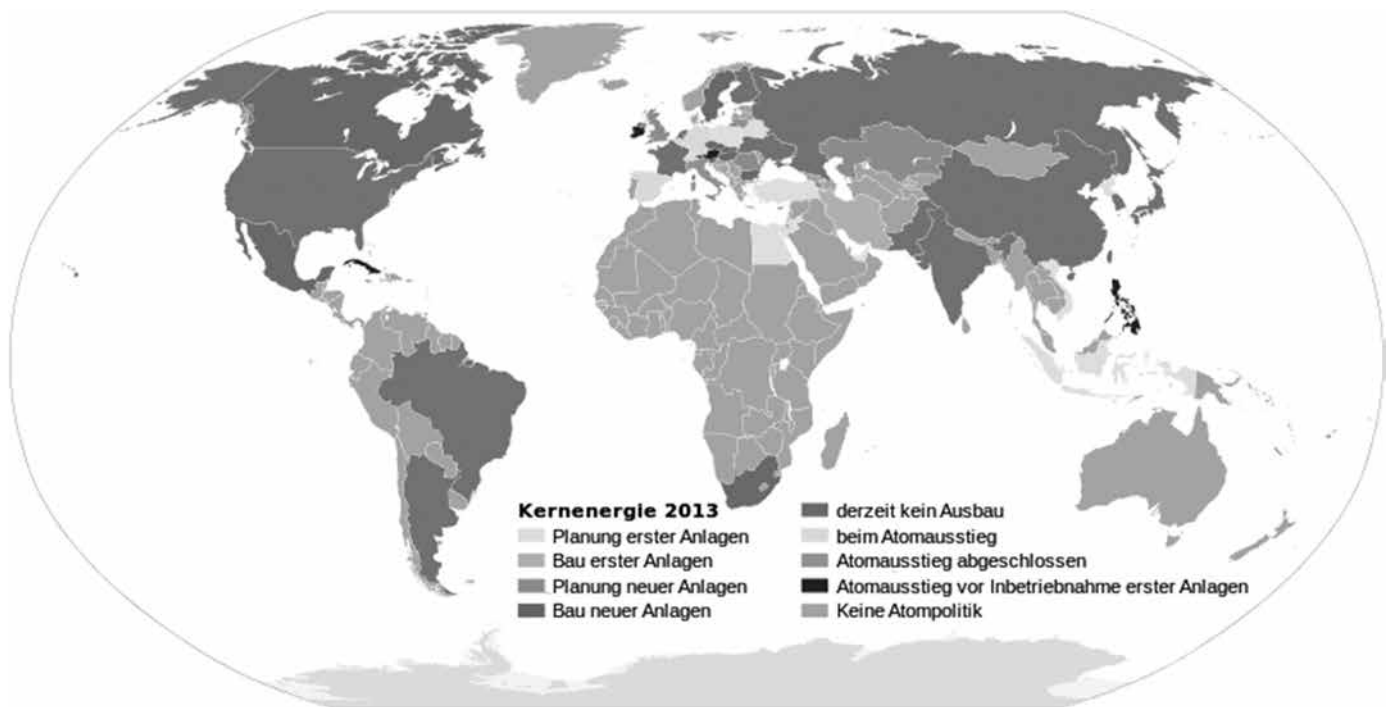 Kernenergie 2013
Planung erster Anlagen
Bau erster Anlagen
Planung neuer Anlagen
Bau neuer Anlagen
derzeit kein Ausbau
beim Atomausstieg
Atomausstieg abgeschlossen
Atomausstieg vor Inbetriebnahme erster Anlagen
Keine Atompolitik